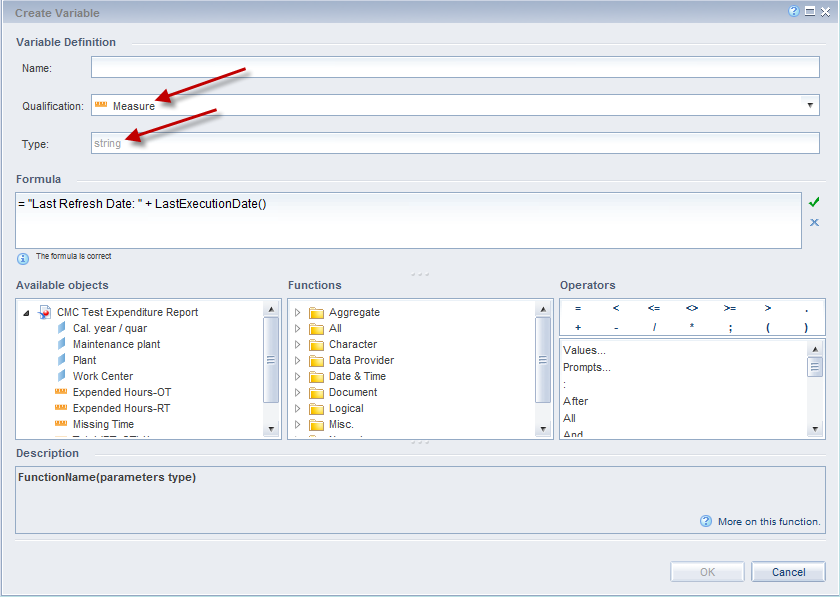 Create Variable
Variable Definition
Name:
Qualification: Measure
Type: string
Formula
= "Last Refresh Date: " + LastExecutionDate()
The formula is correct
Available objects
CMC Test Expenditure Report
Cal. year / quar
Maintenance plant
Plant
Work Center
Expended Hours-OT
Expended Hours-RT
Missing Time
Functions
Aggregate
All
Character
Data Provider
Date & Time
Document
Logical
Misc.
Operators
= < <= <> >= > .
+ - / * ; ( )
Values...
Prompts...
:
After
All
And
Description
FunctionName(parameters type)
More on this function.
OK Cancel